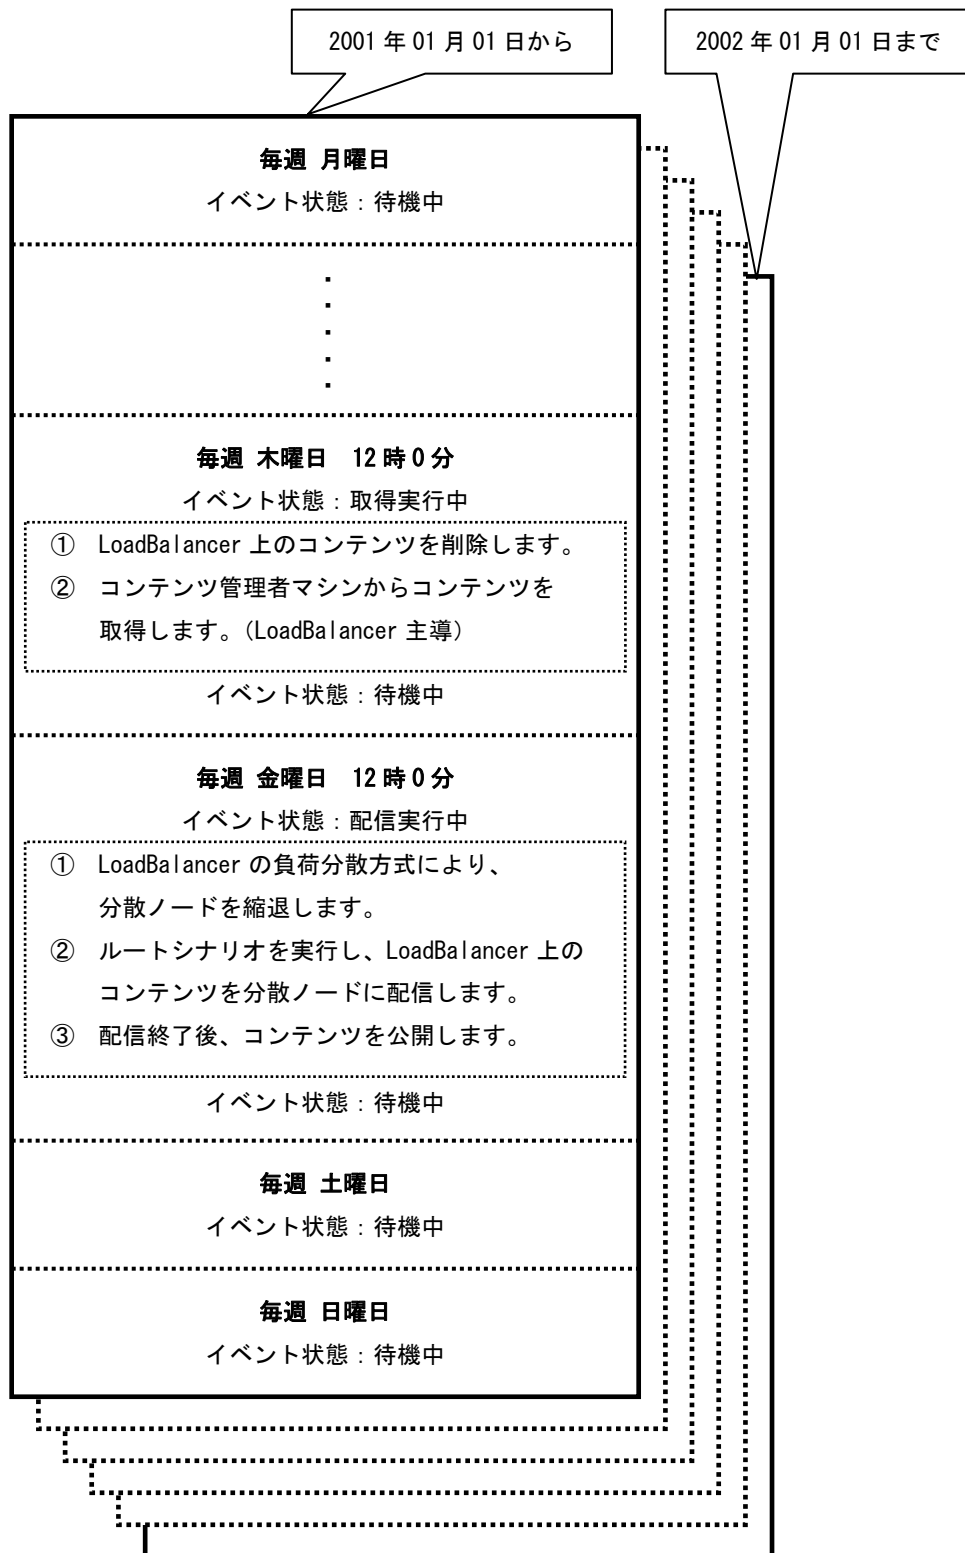 2001年01月01日から
2002年01月01日まで
毎週 月曜日
イベント状態：待機中
・
・
・
・
・
毎週 木曜日　12時0分
イベント状態：取得実行中
①　LoadBalancer上のコンテンツを削除します。
②　コンテンツ管理者マシンからコンテンツを
取得します。(LoadBalancer主導)
イベント状態：待機中
毎週 金曜日　12時0分
イベント状態：配信実行中
①　LoadBalancerの負荷分散方式により、
分散ノードを縮退します。
②　ルートシナリオを実行し、LoadBalancer上の
コンテンツを分散ノードに配信します。
③　配信終了後、コンテンツを公開します。
イベント状態：待機中
毎週 土曜日
イベント状態：待機中
毎週 日曜日
イベント状態：待機中